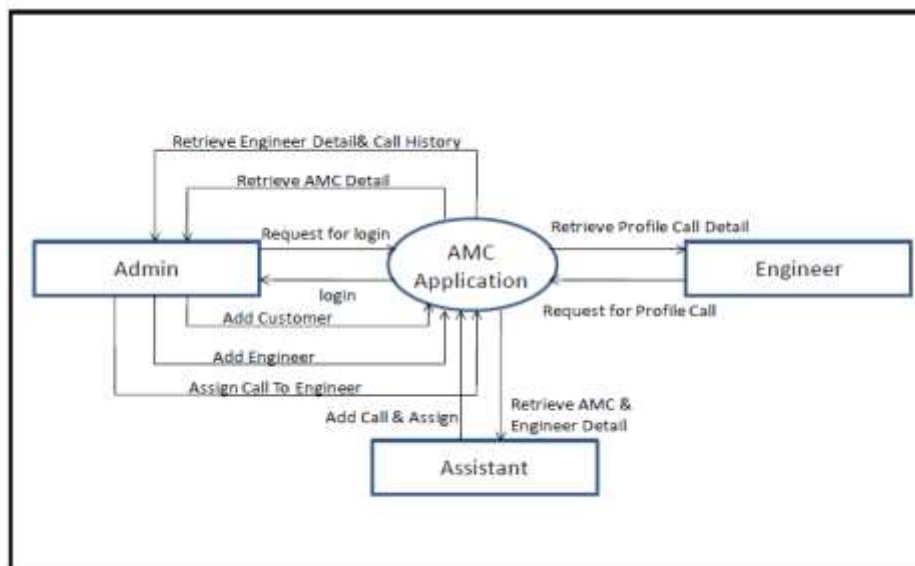 Retrieve Engineer Detail& Call History
Retrieve AMC Detail
Request for login
Retrieve Profile Call Detail
Admin
AMC
Application
Engineer
login
Request for Profile Call
Add Customer
Add Engineer
Assign Call To Engineer
Add Call & Assign
Retrieve AMC &
Engineer Detail
Assistant